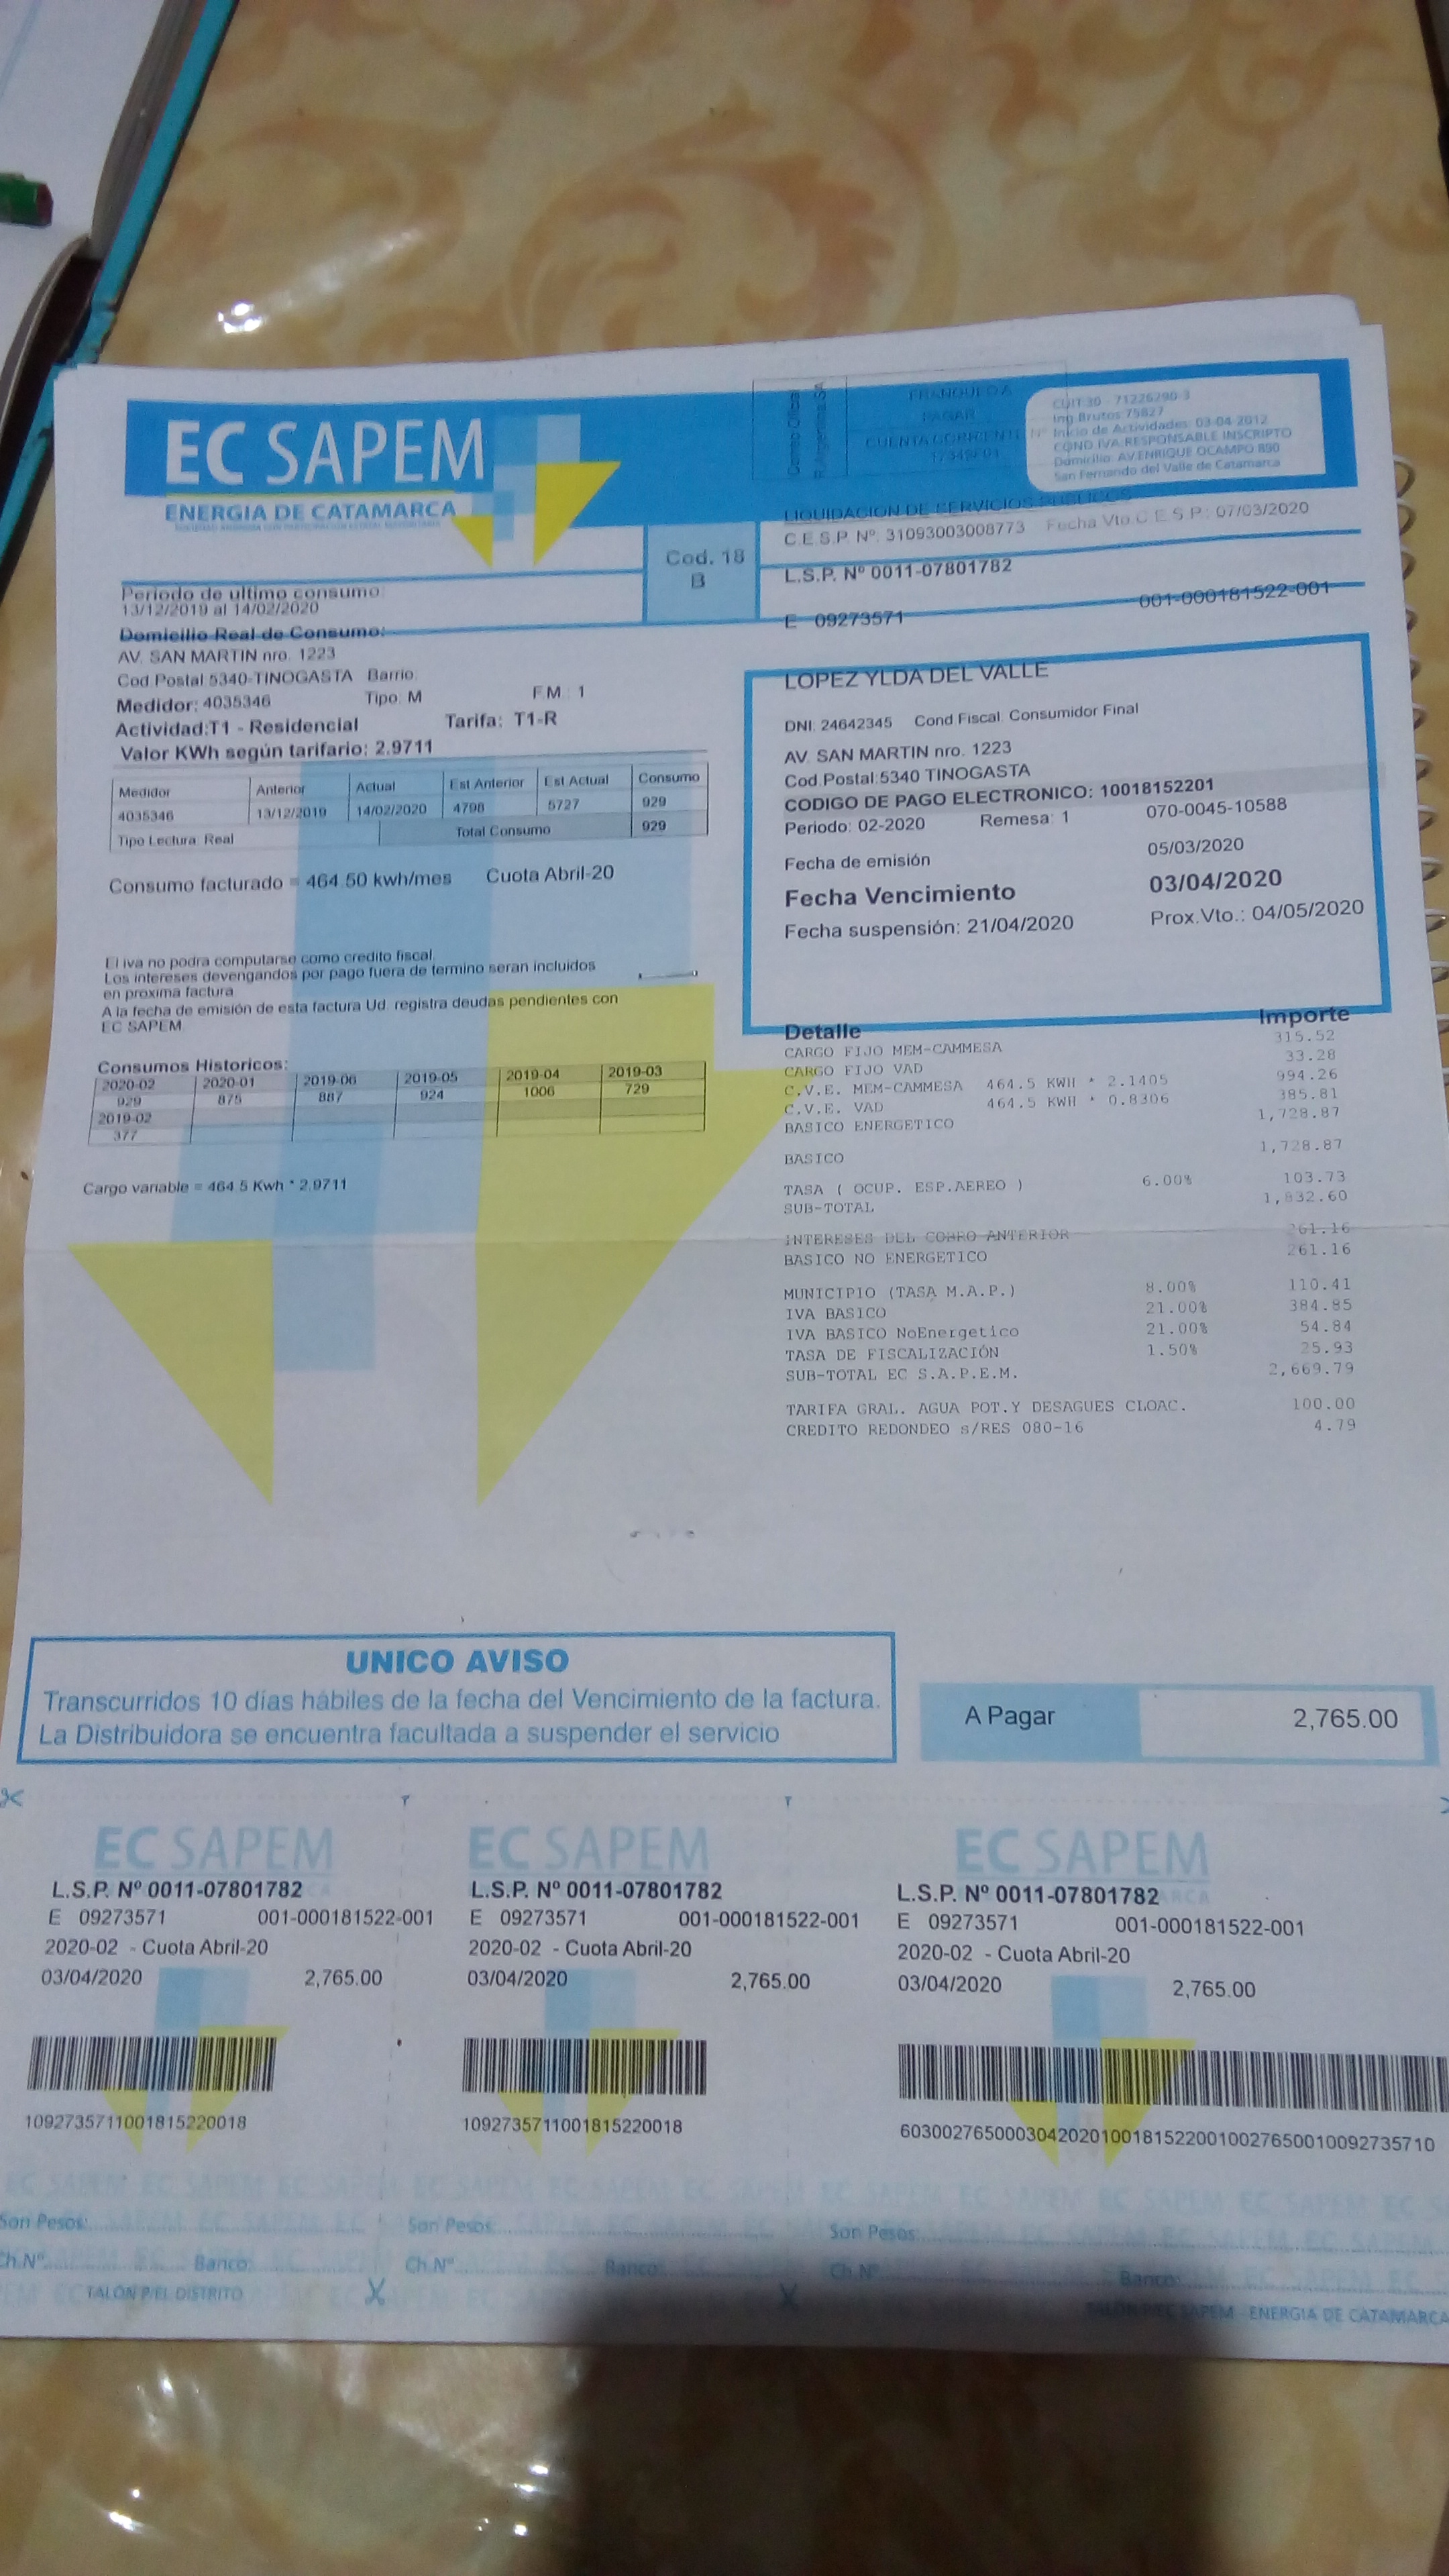 EC SAPEM
ENERGIA DE CATAMARCA
FRANQUEO A
PAGAR
CUENTA CORRIENTE Nº
CUIT:30 - 71226290-3
Ing.Brutos 75827
Inicio de Actividades: 03-04-2012
COND IVA:RESPONSABLE INSCRIPTO
Domicilio: AV.ENRIQUE OCAMPO 890
San Fernando del Valle de Catamarca
Cod. 18
B
LIQUIDACION DE SERVICIOS PUBLICOS
C.E.S.P. Nº: 31093003008773 Fecha Vto.C.E.S.P.: 07/03/2020
L.S.P. Nº 0011-07801782
E 09273571 001-000181522-001
Periodo de ultimo consumo
13/12/2019 al 14/02/2020
Domicilio Real de Consumo:
AV. SAN MARTIN nro. 1223
Cod.Postal:5340-TINOGASTA Barrio:
Medidor: 4035346 Tipo: M F.M.: 1
Actividad:T1 - Residencial Tarifa: T1-R
Valor KWh según tarifario: 2.9711
Medidor Anterior Actual Est Anterior Est Actual Consumo
4035346 13/12/2019 14/02/2020 4798 5727 929
Tipo Lectura: Real Total Consumo 929
Consumo facturado = 464.50 kwh/mes Cuota Abril-20
El iva no podra computarse como credito fiscal.
Los intereses devengandos por pago fuera de termino seran incluidos
en proxima factura
A la fecha de emisión de esta factura Ud. registra deudas pendientes con
EC SAPEM
Consumos Historicos:
2020-02 2020-01 2019-06 2019-05 2019-04 2019-03
929 875 887 924 1006 729
2019-02
377
Cargo variable = 464.5 Kwh * 2.9711
LOPEZ YLDA DEL VALLE
DNI: 24642345 Cond Fiscal: Consumidor Final
AV. SAN MARTIN nro. 1223
Cod.Postal:5340 TINOGASTA
CODIGO DE PAGO ELECTRONICO: 10018152201
Periodo: 02-2020 Remesa: 1 070-0045-10588
Fecha de emisión 05/03/2020
Fecha Vencimiento 03/04/2020
Fecha suspensión: 21/04/2020 Prox.Vto.: 04/05/2020
Detalle Importe
CARGO FIJO MEM-CAMMESA 315.52
CARGO FIJO VAD 33.28
C.V.E. MEM-CAMMESA 464.5 KWH * 2.1405 994.26
C.V.E. VAD 464.5 KWH * 0.8306 385.81
BASICO ENERGETICO 1,728.87
BASICO 1,728.87
TASA ( OCUP. ESP.AEREO ) 6.00% 103.73
SUB-TOTAL 1,832.60
INTERESES DEL COBRO ANTERIOR 261.16
BASICO NO ENERGETICO 261.16
MUNICIPIO (TASA M.A.P.) 8.00% 110.41
IVA BASICO 21.00% 384.85
IVA BASICO NoEnergetico 21.00% 54.84
TASA DE FISCALIZACIÓN 1.50% 25.93
SUB-TOTAL EC S.A.P.E.M. 2,669.79
TARIFA GRAL. AGUA POT.Y DESAGUES CLOAC. 100.00
CREDITO REDONDEO s/RES 080-16 4.79
UNICO AVISO
Transcurridos 10 días hábiles de la fecha del Vencimiento de la factura.
La Distribuidora se encuentra facultada a suspender el servicio
A Pagar 2,765.00
EC SAPEM
L.S.P. Nº 0011-07801782
E 09273571 001-000181522-001
2020-02 - Cuota Abril-20
03/04/2020 2,765.00
1092735711001815220018
Son Pesos:
Ch.Nº Banco:
TALON P/EL DISTRITO
EC SAPEM
L.S.P. Nº 0011-07801782
E 09273571 001-000181522-001
2020-02 - Cuota Abril-20
03/04/2020 2,765.00
1092735711001815220018
Son Pesos:
Ch.Nº Banco:
EC SAPEM
L.S.P. Nº 0011-07801782
E 09273571 001-000181522-001
2020-02 - Cuota Abril-20
03/04/2020 2,765.00
60300276500030420201001815220010027650010092735710
Son Pesos:
Ch.Nº Banco:
SAPEM - ENERGIA DE CATAMARCA